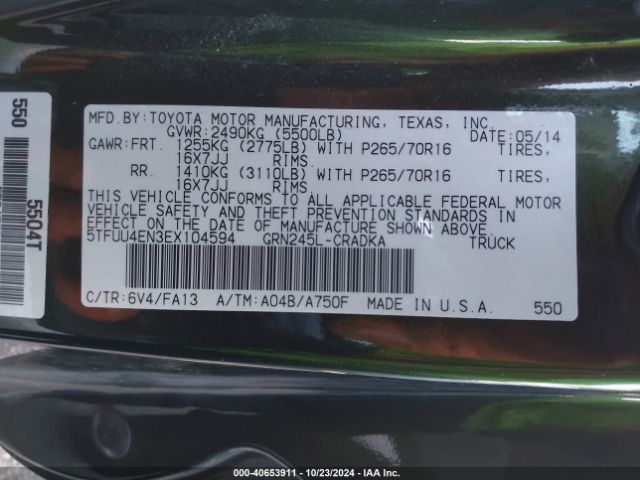 MFD.BY:TOYOTA MOTOR MANUFACTURING, TEXAS, INC.
GVWR:2490KG (5500LB) DATE:05/14
GAWR:FRT. 1255KG (2775LB) WITH P265/70R16 TIRES,
16X7JJ RIMS.
RR. 1410KG (3110LB) WITH P265/70R16 TIRES,
16X7JJ RIMS.
THIS VEHICLE CONFORMS TO ALL APPLICABLE FEDERAL MOTOR
VEHICLE SAFETY AND THEFT PREVENTION STANDARDS IN
EFFECT ON THE DATE OF MANUFACTURE SHOWN ABOVE.
5TFUU4EN3EX104594 GRN245L-CRADKA TRUCK
C/TR:6V4/FA13 A/TM:A04B/A750F MADE IN U.S.A. 550
550
5504T
000-40653911 - 10/23/2024 - IAA Inc.